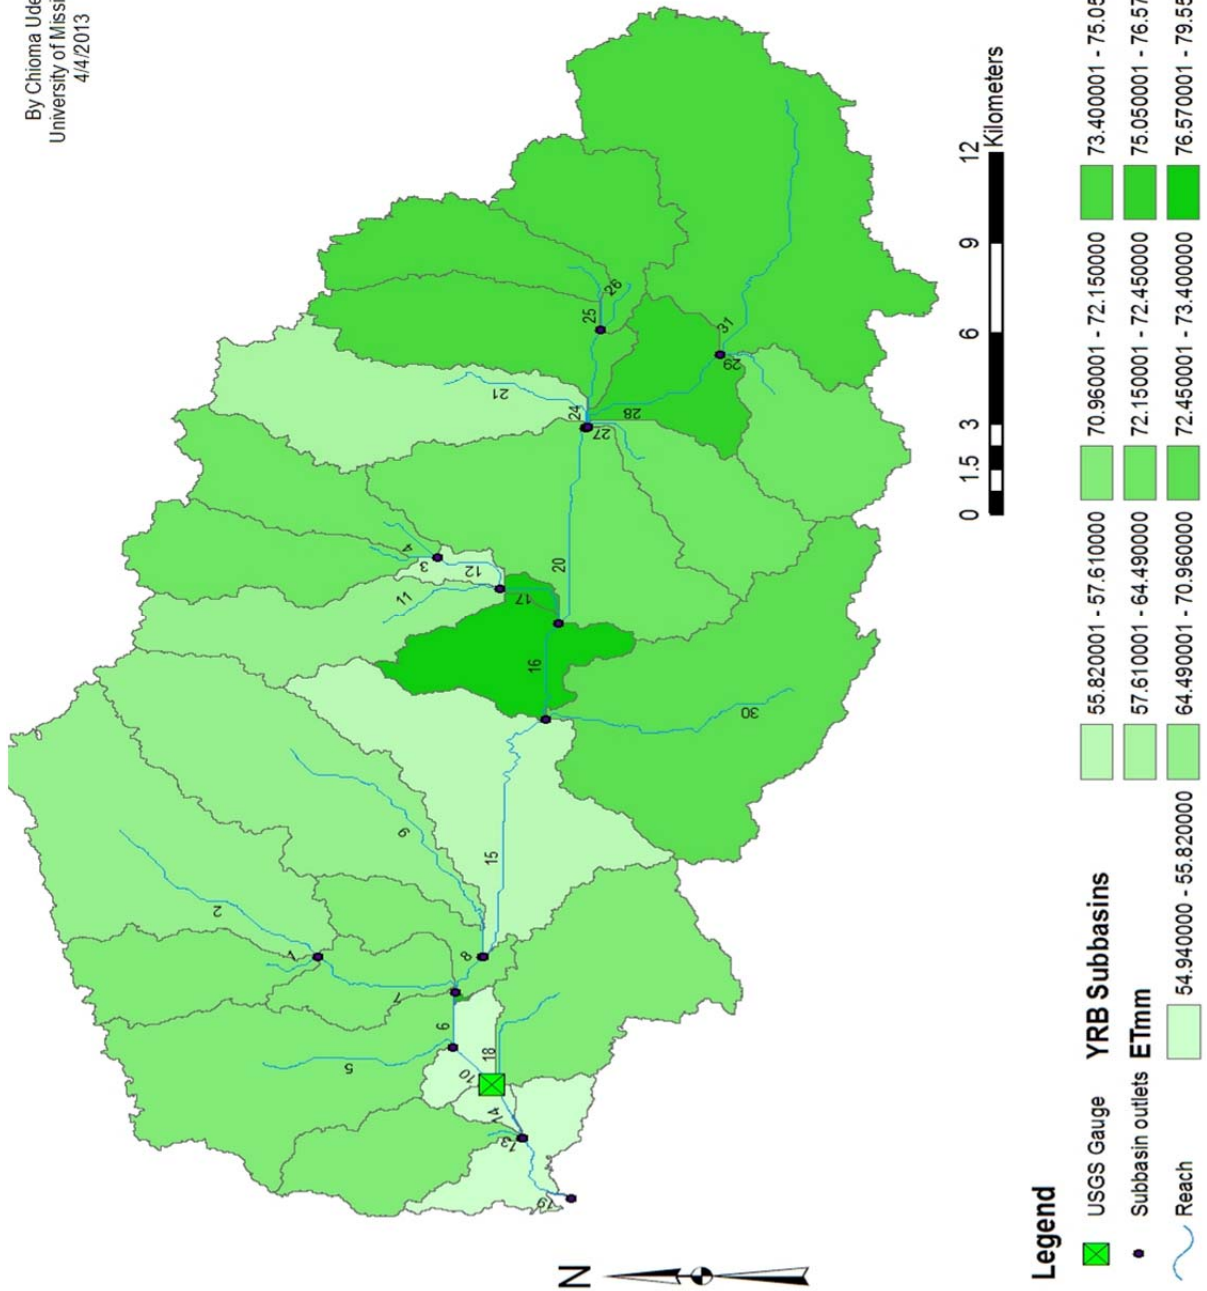 By Chioma Ude
University of Missi
4/4/2013
2
5
1
7
9
6
8
10
18
15
14
13
19
11
4
3
12
17
16
20
30
21
24
27
28
25
26
31
29
N
0 1.5 3 6 9 12
Kilometers
Legend
USGS Gauge
Subbasin outlets
Reach
YRB Subbasins
ETmm
54.940000 - 55.820000
55.820001 - 57.610000
57.610001 - 64.490000
64.490001 - 70.960000
70.960001 - 72.150000
72.150001 - 72.450000
72.450001 - 73.400000
73.400001 - 75.05
75.050001 - 76.57
76.570001 - 79.55